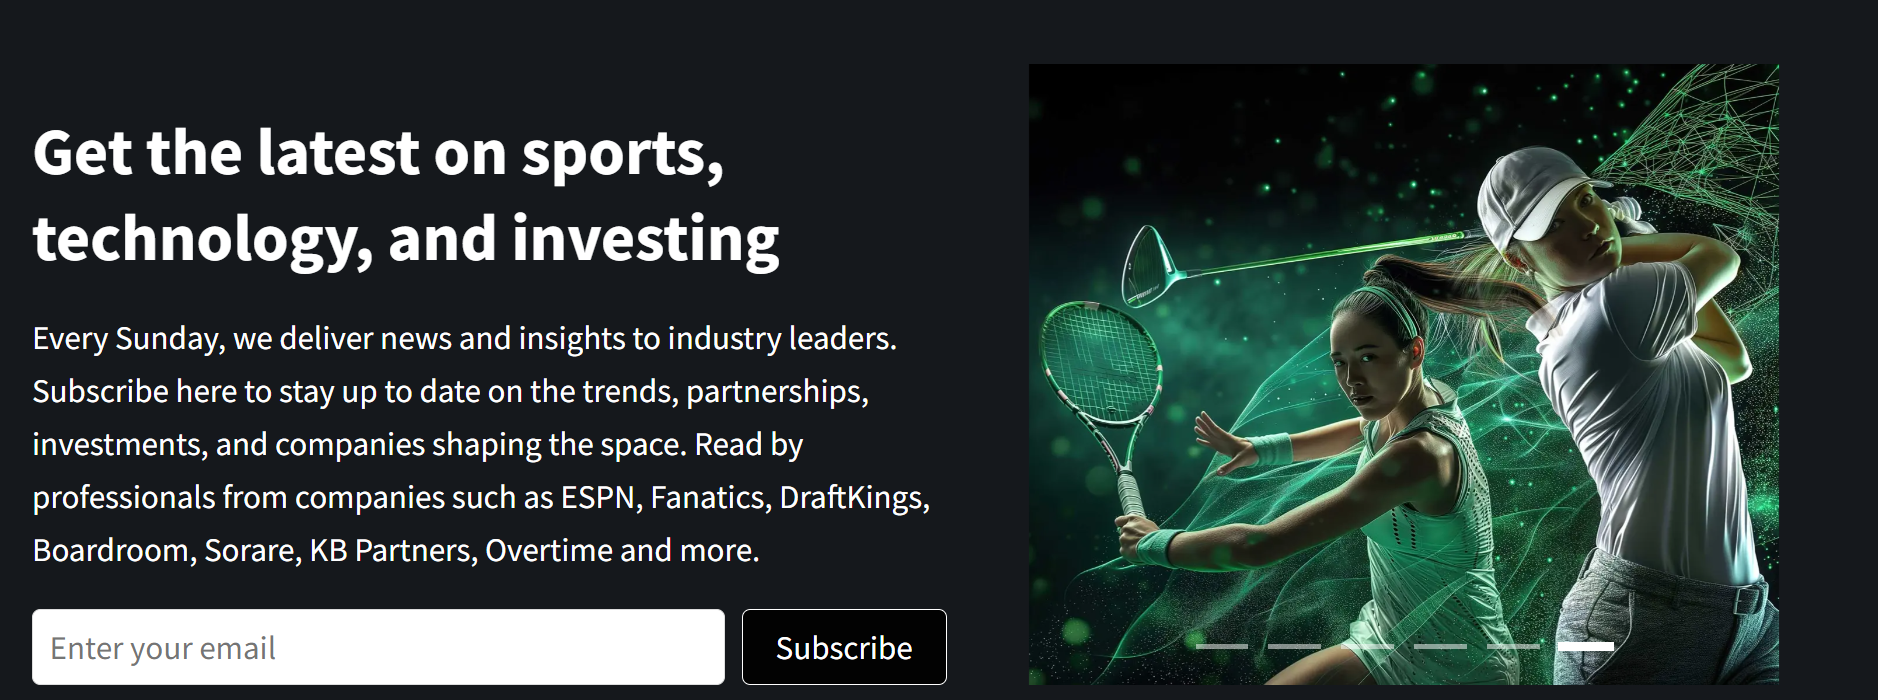 Get the latest on sports,
technology, and investing
Every Sunday, we deliver news and insights to industry leaders.
Subscribe here to stay up to date on the trends, partnerships,
investments, and companies shaping the space. Read by
professionals from companies such as ESPN, Fanatics, DraftKings,
Boardroom, Sorare, KB Partners, Overtime and more.
Enter your email
Subscribe